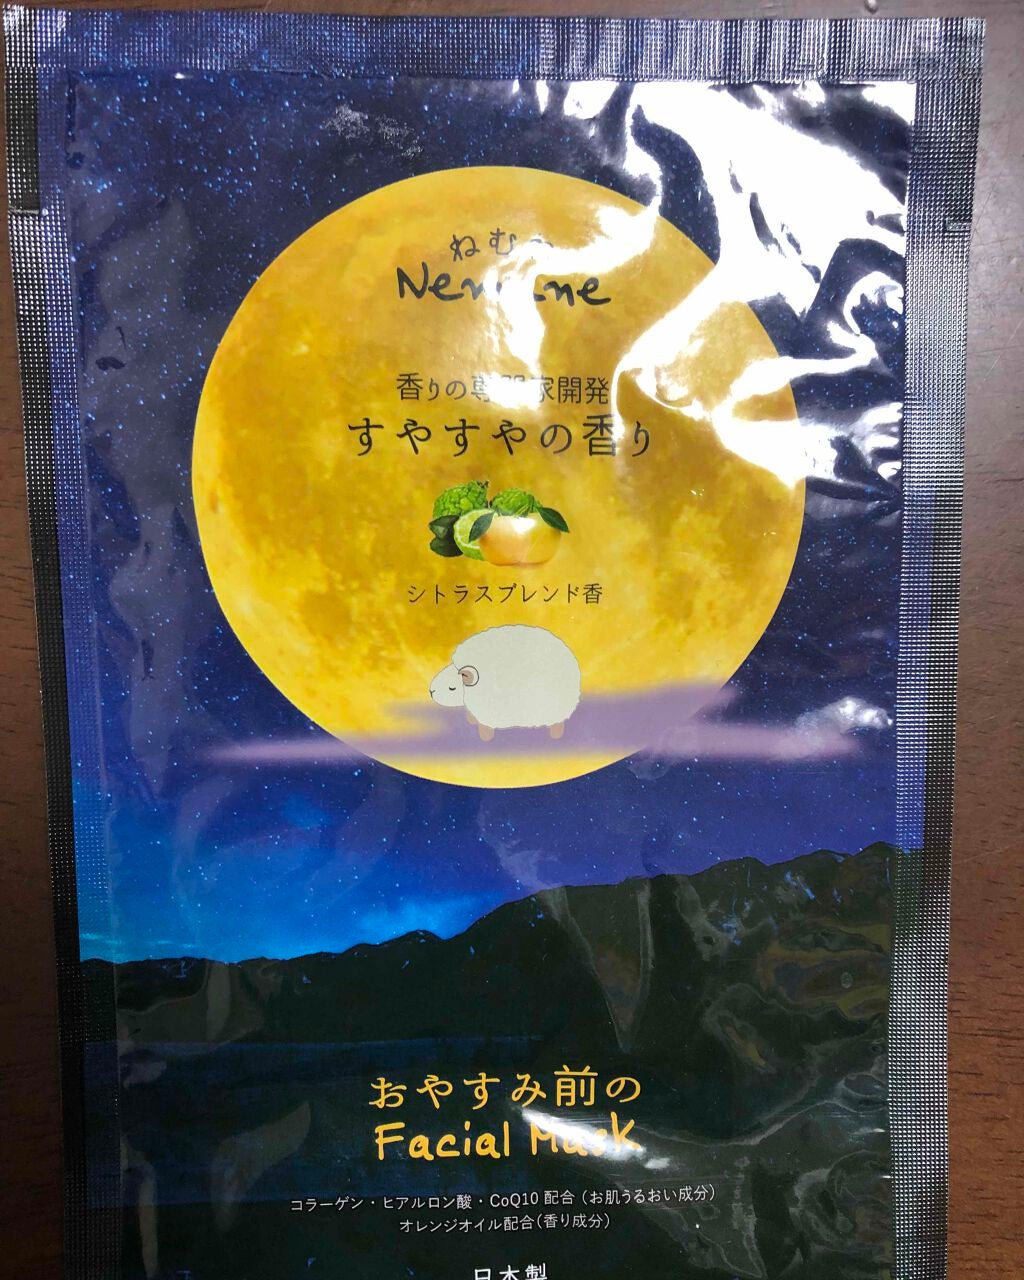 香りの専門家開発
すやすやの香り
シトラスブレンド香
おやすみ前の
Facial Mask
コラーゲン・ヒアルロン酸・CoQ10 配合（お肌うるおい成分）
オレンジオイル配合（香り成分）
日本製